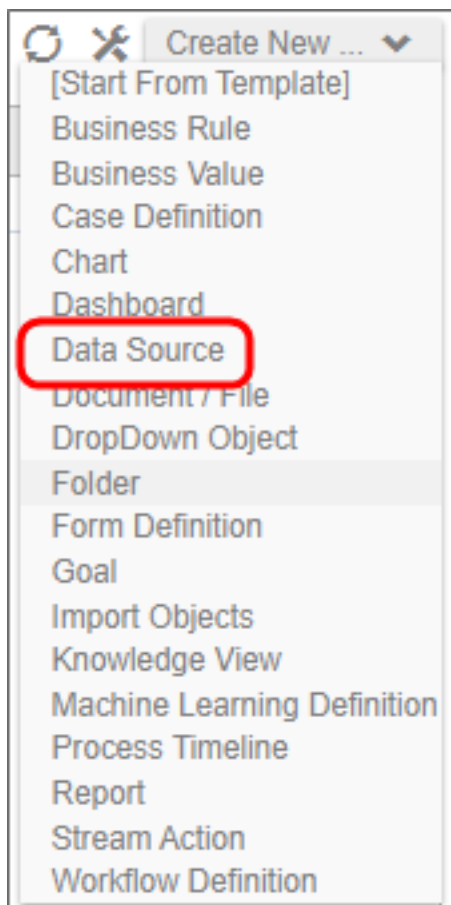 Create New ...
[Start From Template]
Business Rule
Business Value
Case Definition
Chart
Dashboard
Data Source
Document / File
DropDown Object
Folder
Form Definition
Goal
Import Objects
Knowledge View
Machine Learning Definition
Process Timeline
Report
Stream Action
Workflow Definition